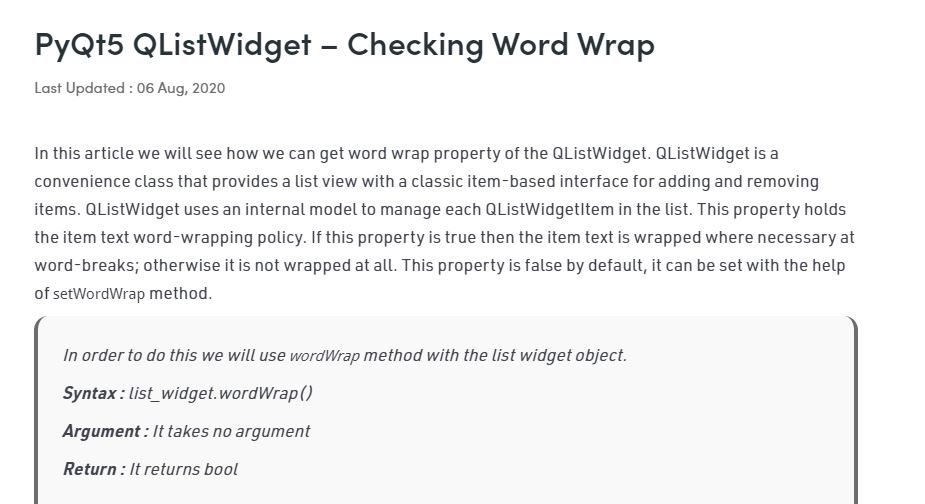 PyQt5 QListWidget – Checking Word Wrap
Last Updated : 06 Aug, 2020
In this article we will see how we can get word wrap property of the QListWidget. QListWidget is a
convenience class that provides a list view with a classic item-based interface for adding and removing
items. QListWidget uses an internal model to manage each QListWidgetItem in the list. This property holds
the item text word-wrapping policy. If this property is true then the item text is wrapped where necessary at
word-breaks; otherwise it is not wrapped at all. This property is false by default, it can be set with the help
of setWordWrap method.
In order to do this we will use wordWrap method with the list widget object.
Syntax : list_widget.wordWrap()
Argument : It takes no argument
Return : It returns bool